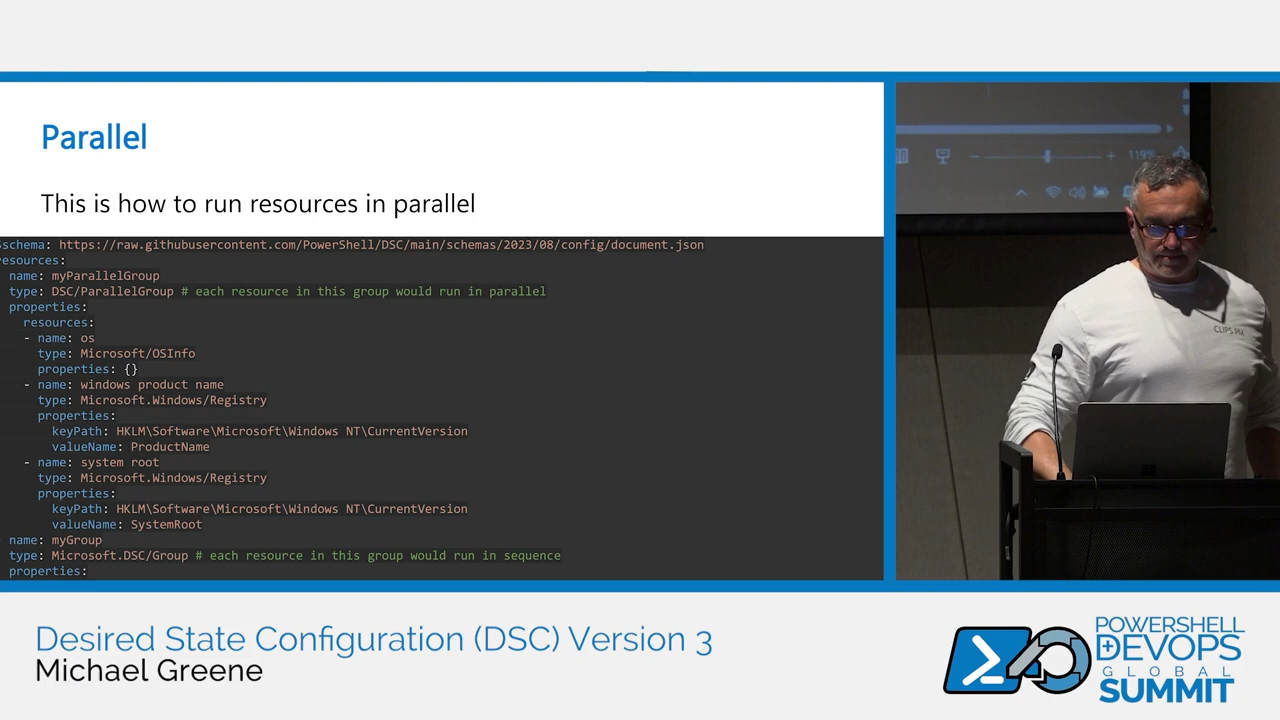 Parallel
This is how to run resources in parallel
$schema: https://raw.githubusercontent.com/PowerShell/DSC/main/schemas/2023/08/config/document.json
resources:
name: myParallelGroup
type: DSC/ParallelGroup # each resource in this group would run in parallel
properties:
resources:
- name: os
type: Microsoft/OSInfo
properties: {}
- name: windows product name
type: Microsoft.Windows/Registry
properties:
keyPath: HKLM\Software\Microsoft\Windows NT\CurrentVersion
valueName: ProductName
- name: system root
type: Microsoft.Windows/Registry
properties:
keyPath: HKLM\Software\Microsoft\Windows NT\CurrentVersion
valueName: SystemRoot
name: myGroup
type: Microsoft.DSC/Group # each resource in this group would run in sequence
properties:
119%
Desired State Configuration (DSC) Version 3
Michael Greene
POWERSHELL
DEVOPS
GLOBAL
SUMMIT